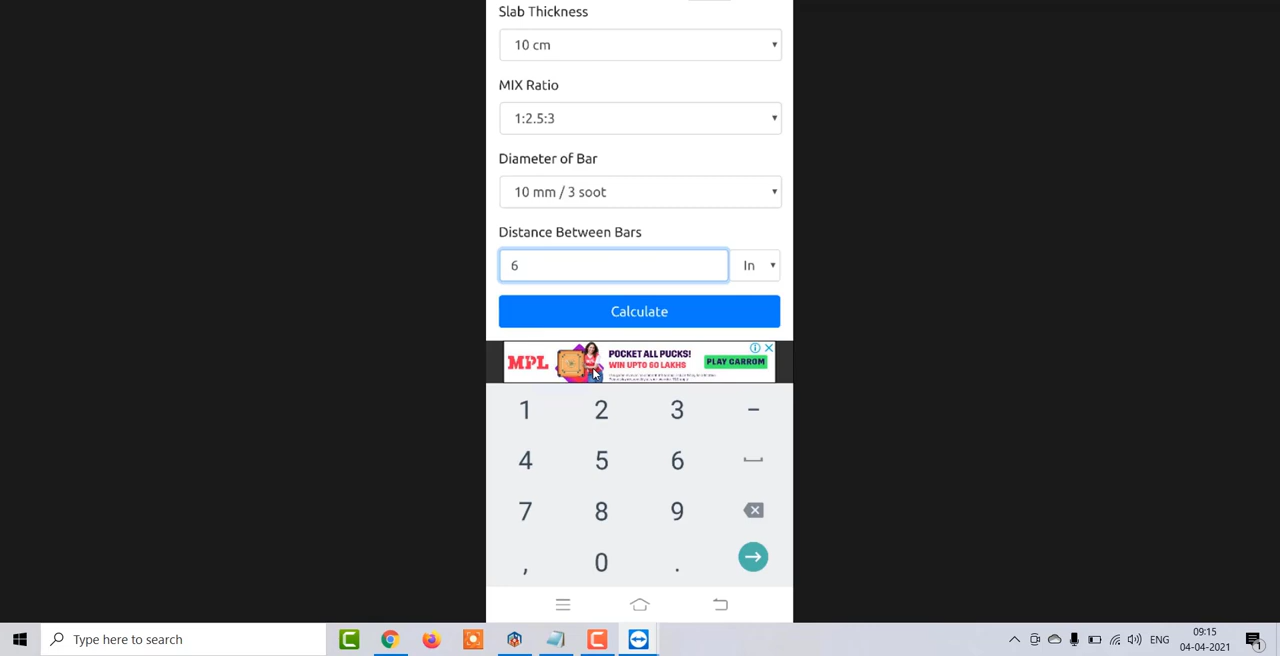 Slab Thickness
10 cm
MIX Ratio
1:2.5:3
Diameter of Bar
10 mm / 3 soot
Distance Between Bars
6 In
Calculate
MPL
POCKET ALL PUCKS!
WIN UPTO 60 LAKHS
PLAY CARROM
1 2 3 -
4 5 6
7 8 9
, 0 .
Type here to search
ENG
09:15
04-04-2021
1